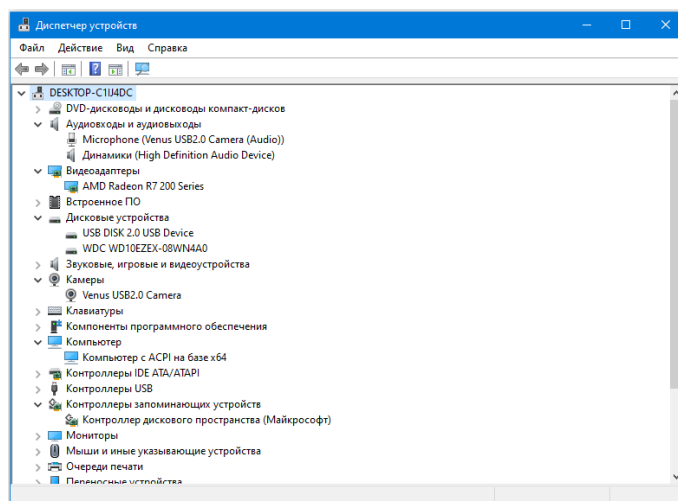 Диспетчер устройств
Файл Действие Вид Справка
DESKTOP-C1IJ4DC
DVD-дисководы и дисководы компакт-дисков
Аудиовходы и аудиовыходы
Microphone (Venus USB2.0 Camera (Audio))
Динамики (High Definition Audio Device)
Видеоадаптеры
AMD Radeon R7 200 Series
Встроенное ПО
Дисковые устройства
USB DISK 2.0 USB Device
WDC WD10EZEX-08WN4A0
Звуковые, игровые и видеоустройства
Камеры
Venus USB2.0 Camera
Клавиатуры
Компоненты программного обеспечения
Компьютер
Компьютер с ACPI на базе x64
Контроллеры IDE ATA/ATAPI
Контроллеры USB
Контроллеры запоминающих устройств
Контроллер дискового пространства (Майкрософт)
Мониторы
Мыши и иные указывающие устройства
Очереди печати
Переносные устройства